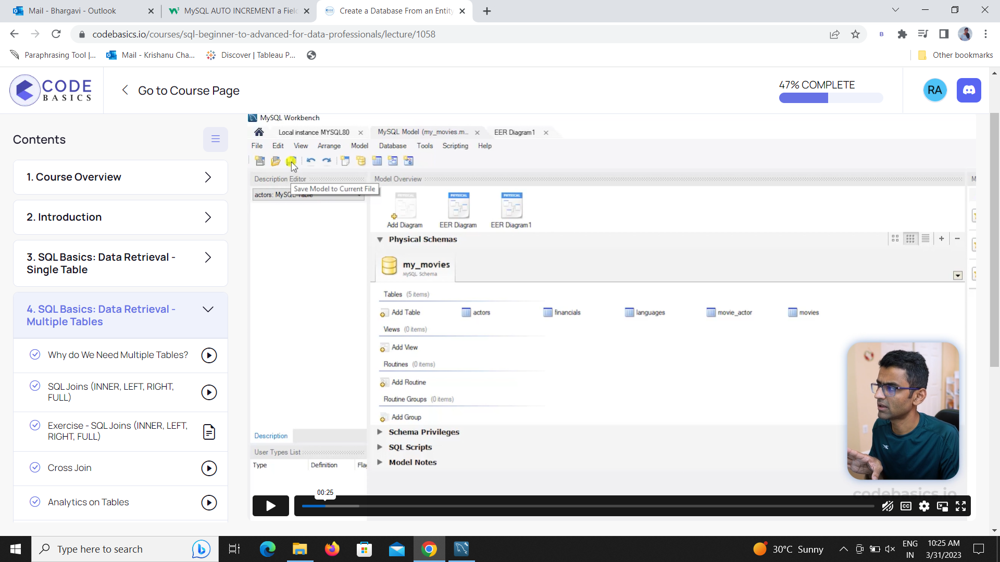 Mail - Bhargavi - Outlook
MySQL AUTO INCREMENT a Fiel
Create a Database From an Entity
codebasics.io/courses/sql-beginner-to-advanced-for-data-professionals/lecture/1058
B
Paraphrasing Tool |...
Mail - Krishanu Cha...
Discover | Tableau P...
Other bookmarks
CODE
BASICS
Go to Course Page
47% COMPLETE
RA
Contents
1. Course Overview
2. Introduction
3. SQL Basics: Data Retrieval -
Single Table
4. SQL Basics: Data Retrieval -
Multiple Tables
Why do We Need Multiple Tables?
SQL Joins (INNER, LEFT, RIGHT,
FULL)
Exercise - SQL Joins (INNER, LEFT,
RIGHT, FULL)
Cross Join
Analytics on Tables
MySQL Workbench
Local instance MYSQL80
MySQL Model (my_movies.m...
EER Diagram1
File Edit View Arrange Model Database Tools Scripting Help
Description Editor
Model Overview
M
Save Model to Current File
actors: MySQL Table
PHYSICAL
PHYSICAL
PHYSICAL
Add Diagram
EER Diagram
EER Diagram1
Physical Schemas
my_movies
MySQL Schema
Tables (5 items)
Add Table
actors
financials
languages
movie_actor
movies
Views (0 items)
Add View
Routines (0 items)
Add Routine
Routine Groups (0 items)
Add Group
Schema Privileges
SQL Scripts
Model Notes
Description
User Types List
Type
Definition
Flag
codebasics.io
00:25
CC
Type here to search
30°C Sunny
ENG
IN
10:25 AM
3/31/2023